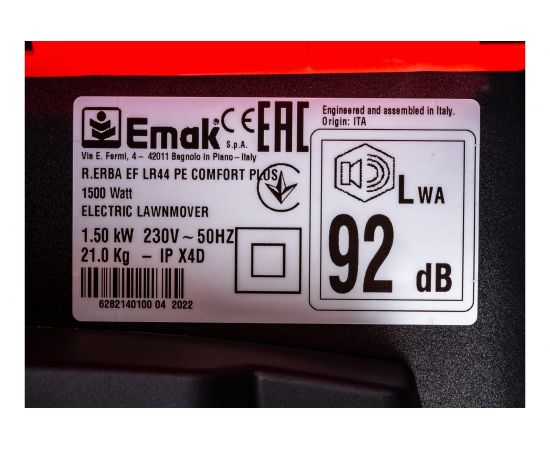 Emak S.p.A. CE EAC
Via E. Fermi, 4 - 42011 Bagnolo in Piano - Italy
R.ERBA EF LR44 PE COMFORT PLUS
1500 Watt
ELECTRIC LAWNMOVER
1.50 kW 230V ~ 50HZ
21.0 Kg - IP X4D
6282140100 04 2022
Engineered and assembled in Italy.
Origin: ITA
LWA
92 dB